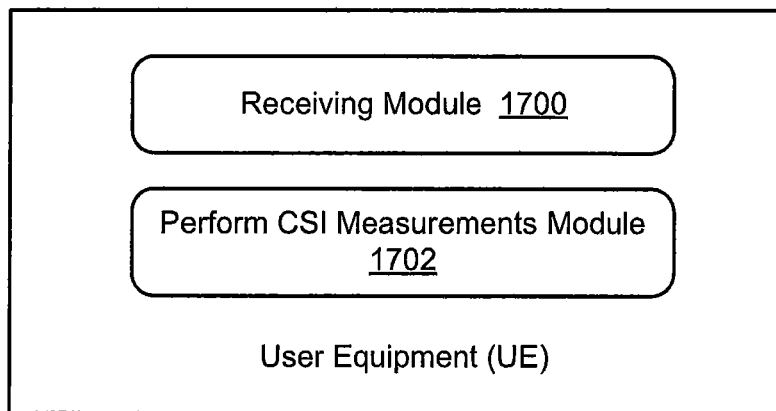 Receiving Module 1700
Perform CSI Measurements Module
1702
User Equipment (UE)